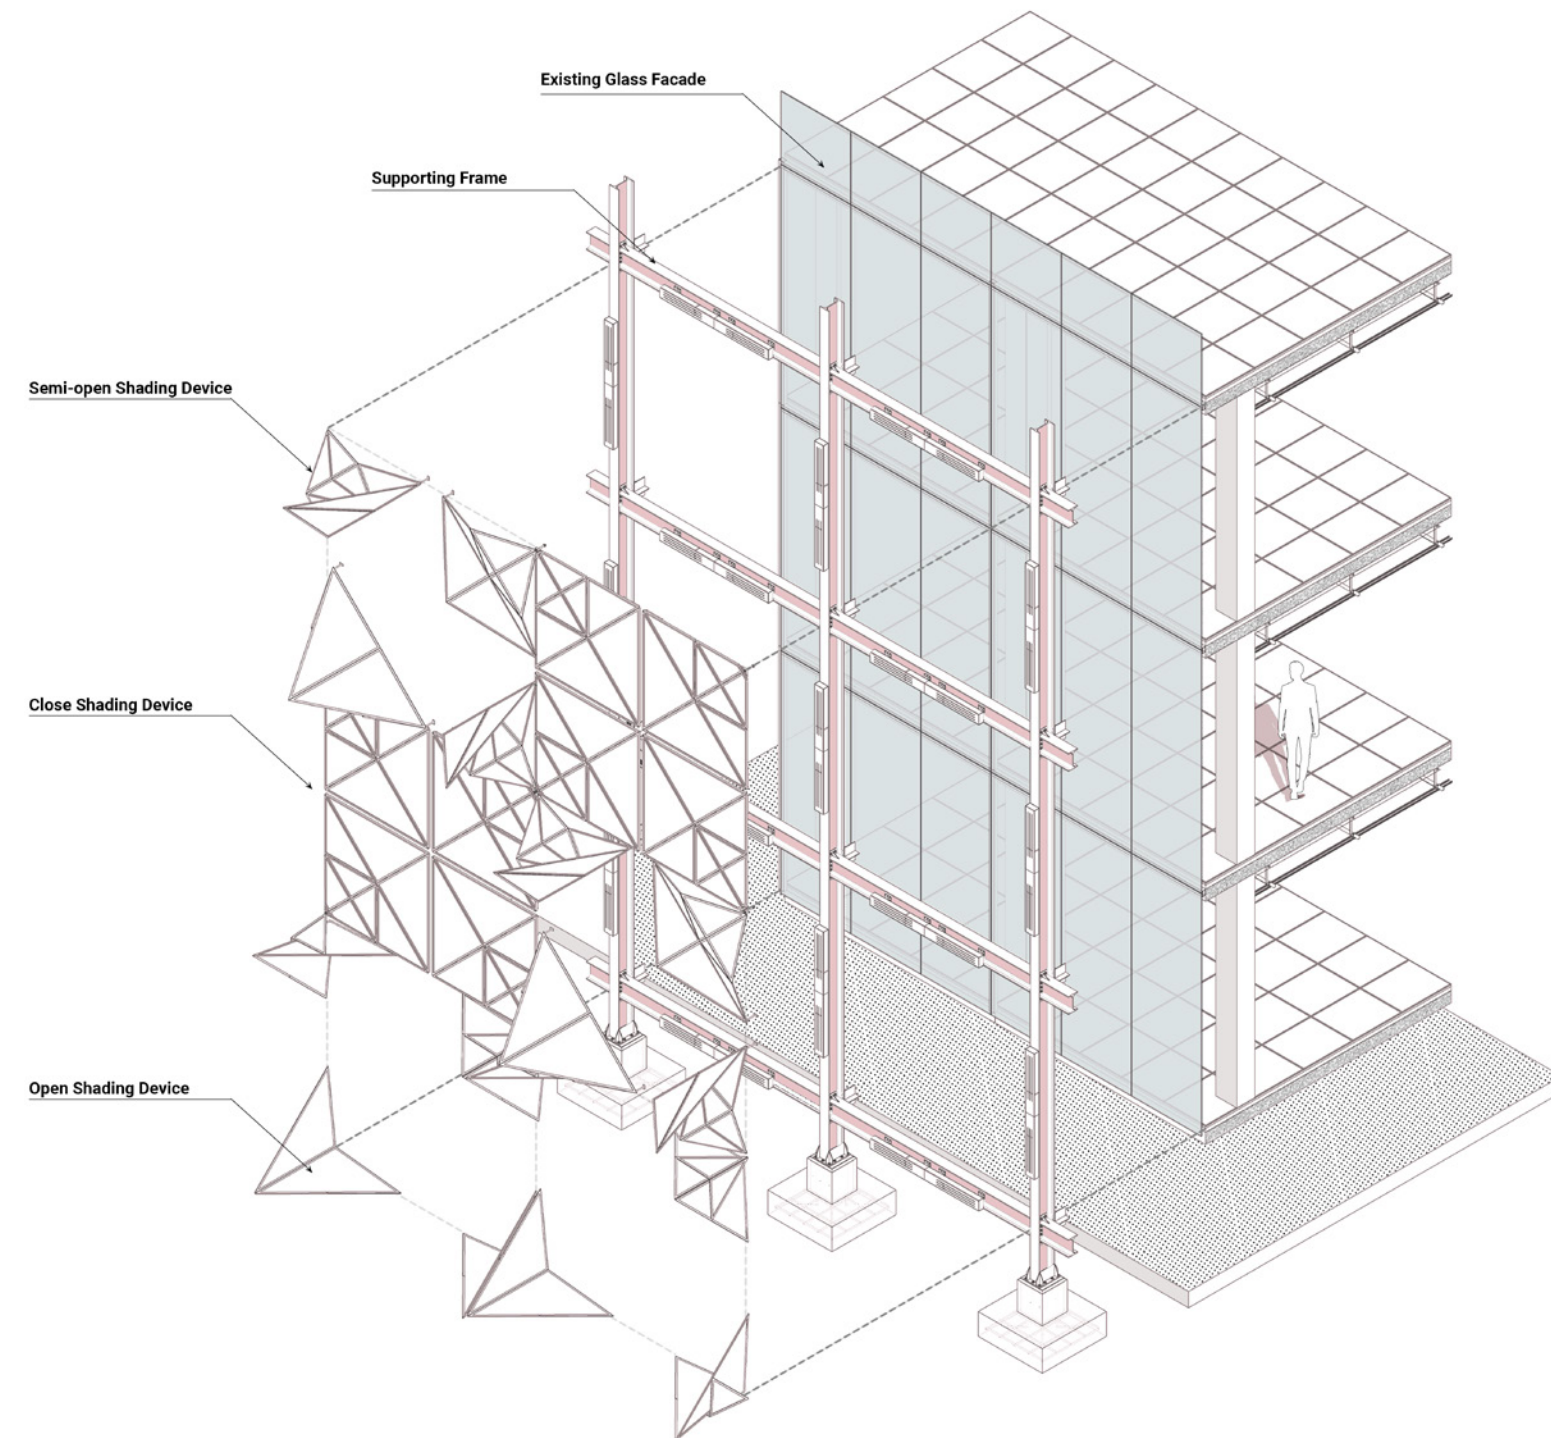 Existing Glass Facade
Supporting Frame
Semi-open Shading Device
Close Shading Device
Open Shading Device